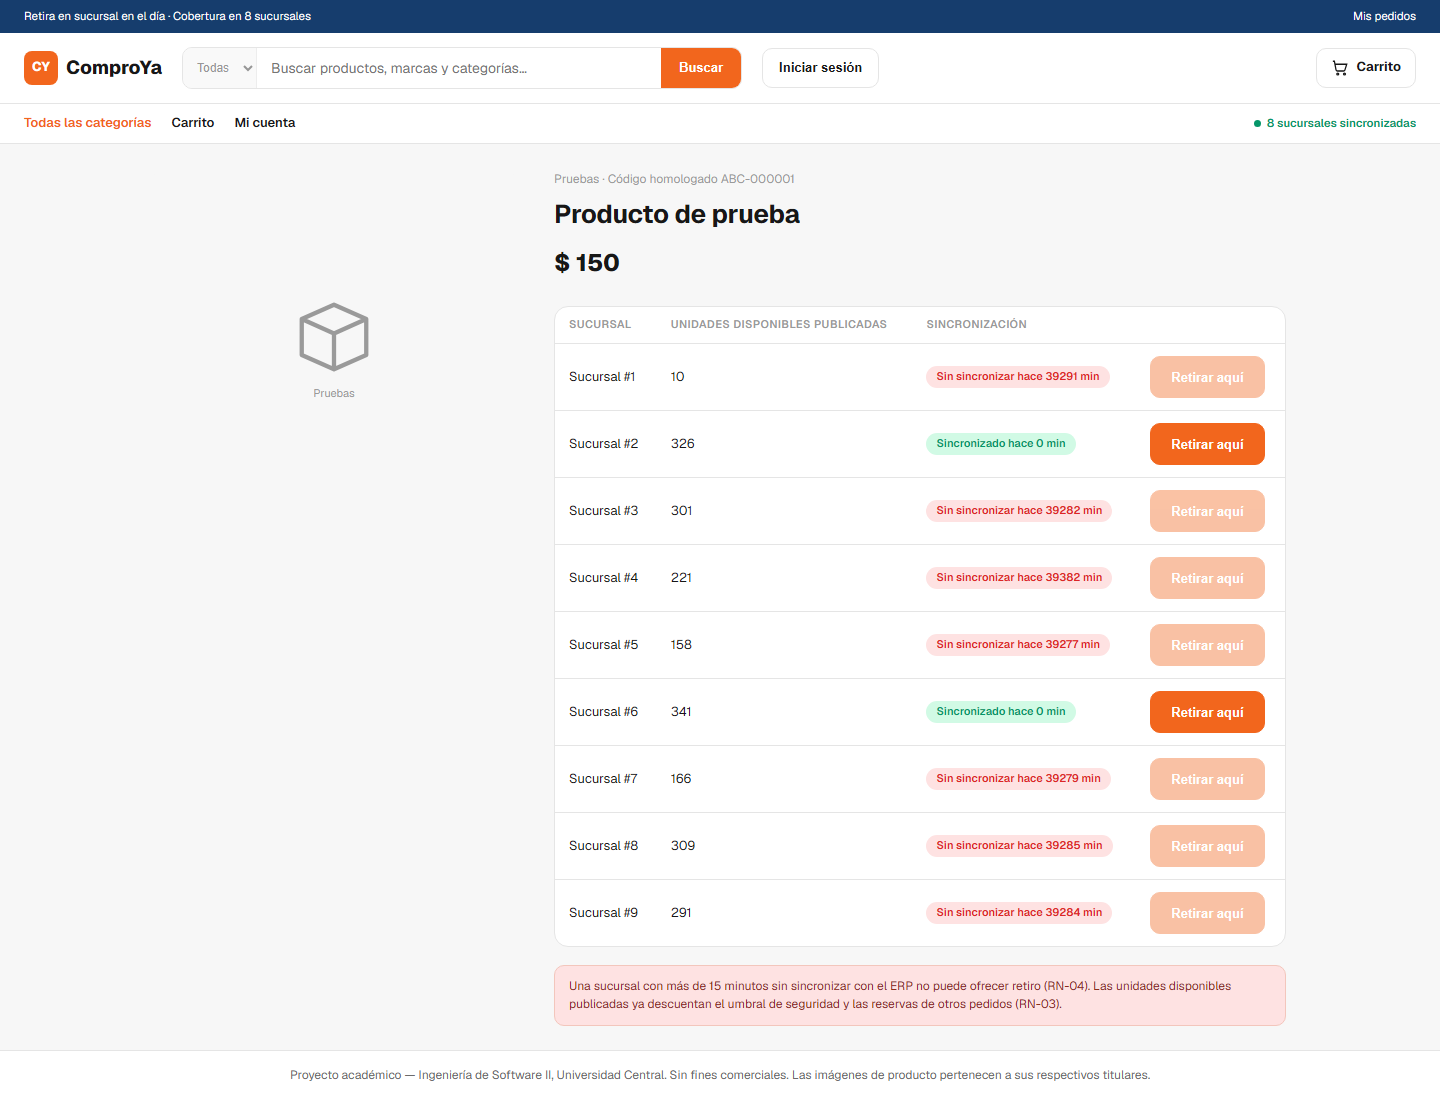 Retira en sucursal en el día · Cobertura en 8 sucursales
Mis pedidos
CY
ComproYa
Todas
Buscar productos, marcas y categorías...
Buscar
Iniciar sesión
Carrito
Todas las categorías
Carrito
Mi cuenta
8 sucursales sincronizadas
Pruebas
Pruebas · Código homologado ABC-000001
Producto de prueba
$ 150
SUCURSAL UNIDADES DISPONIBLES PUBLICADAS SINCRONIZACIÓN
Sucursal #1 10 Sin sincronizar hace 39291 min Retirar aquí
Sucursal #2 326 Sincronizado hace 0 min Retirar aquí
Sucursal #3 301 Sin sincronizar hace 39282 min Retirar aquí
Sucursal #4 221 Sin sincronizar hace 39382 min Retirar aquí
Sucursal #5 158 Sin sincronizar hace 39277 min Retirar aquí
Sucursal #6 341 Sincronizado hace 0 min Retirar aquí
Sucursal #7 166 Sin sincronizar hace 39279 min Retirar aquí
Sucursal #8 309 Sin sincronizar hace 39285 min Retirar aquí
Sucursal #9 291 Sin sincronizar hace 39284 min Retirar aquí
Una sucursal con más de 15 minutos sin sincronizar con el ERP no puede ofrecer retiro (RN-04). Las unidades disponibles
publicadas ya descuentan el umbral de seguridad y las reservas de otros pedidos (RN-03).
Proyecto académico — Ingeniería de Software II, Universidad Central. Sin fines comerciales. Las imágenes de producto pertenecen a sus respectivos titulares.